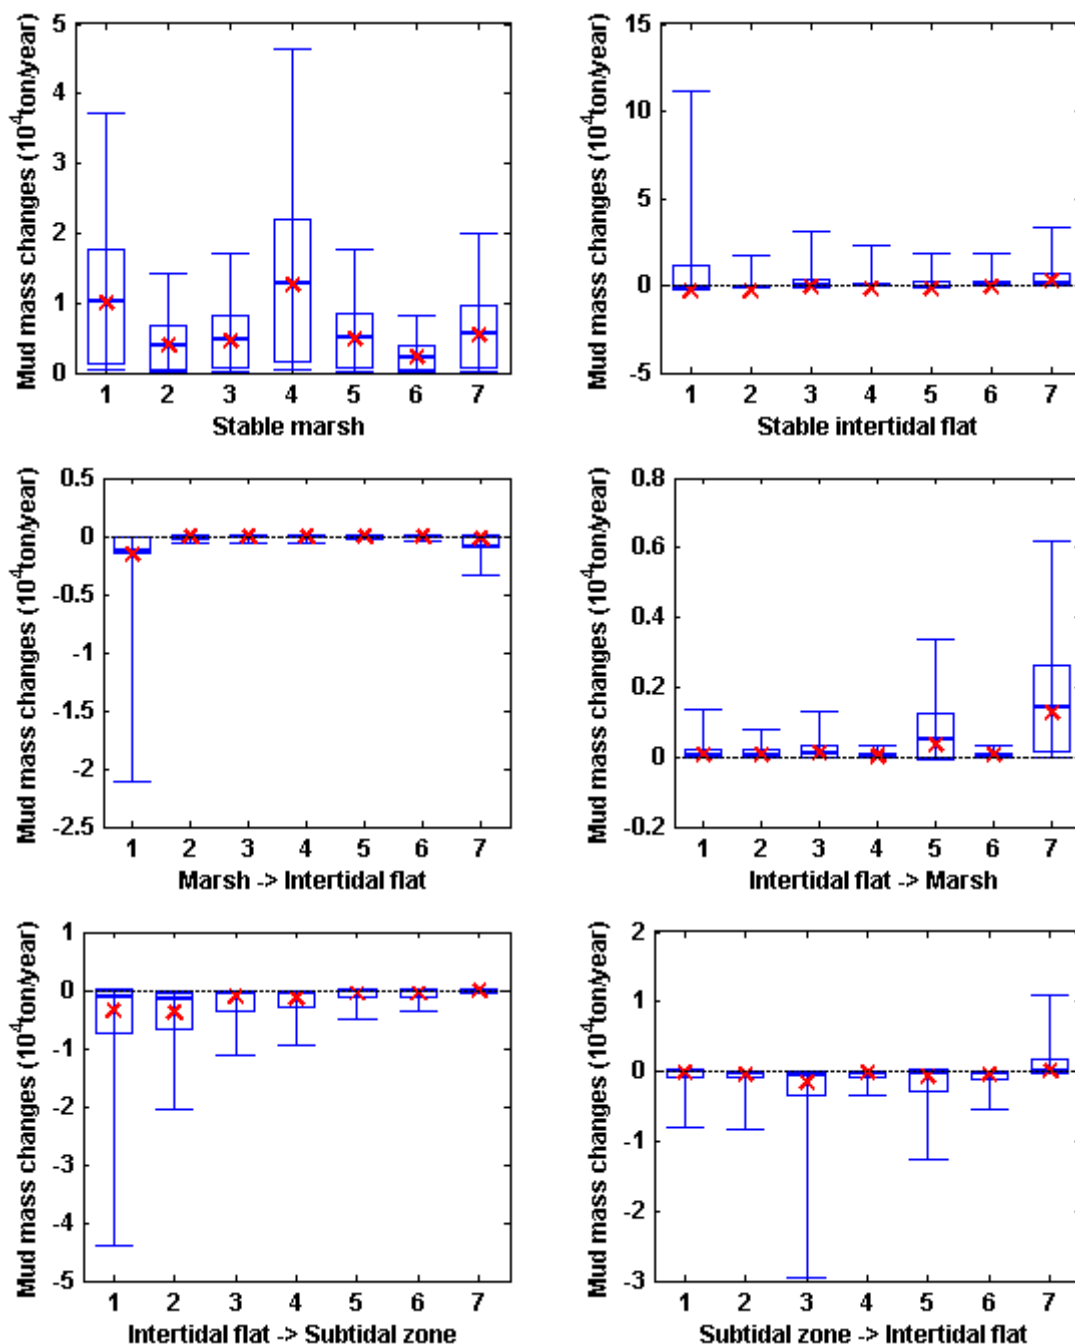 Mud mass changes (10⁴ton/year)
5
4
3
2
1
0
1 2 3 4 5 6 7
Stable marsh
Mud mass changes (10⁴ton/year)
15
10
5
0
-5
1 2 3 4 5 6 7
Stable intertidal flat
Mud mass changes (10⁴ton/year)
0.5
0
-0.5
-1
-1.5
-2
-2.5
1 2 3 4 5 6 7
Marsh -> Intertidal flat
Mud mass changes (10⁴ton/year)
0.8
0.6
0.4
0.2
0
-0.2
1 2 3 4 5 6 7
Intertidal flat -> Marsh
Mud mass changes (10⁴ton/year)
1
0
-1
-2
-3
-4
-5
1 2 3 4 5 6 7
Intertidal flat -> Subtidal zone
Mud mass changes (10⁴ton/year)
2
1
0
-1
-2
-3
1 2 3 4 5 6 7
Subtidal zone -> Intertidal flat